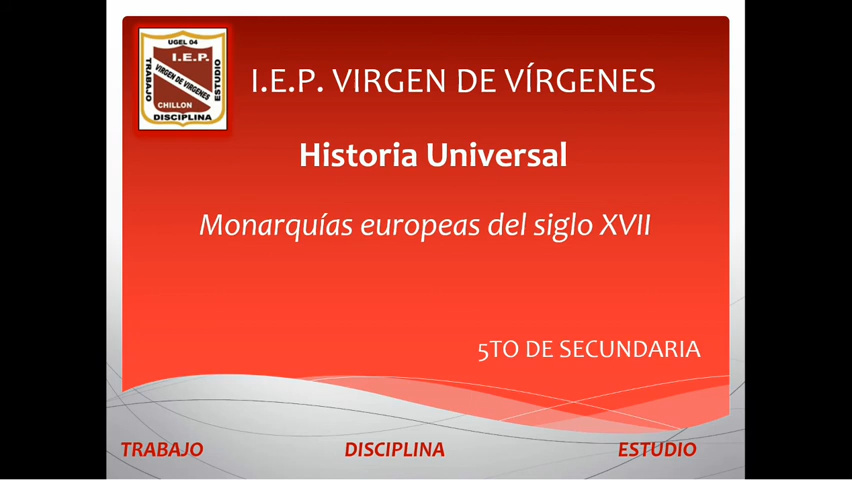 UGEL 04
I.E.P.
VIRGEN DE VIRGENES
CHILLON
TRABAJO
ESTUDIO
DISCIPLINA
I.E.P. VIRGEN DE VÍRGENES
Historia Universal
Monarquías europeas del siglo XVII
5TO DE SECUNDARIA
TRABAJO DISCIPLINA ESTUDIO